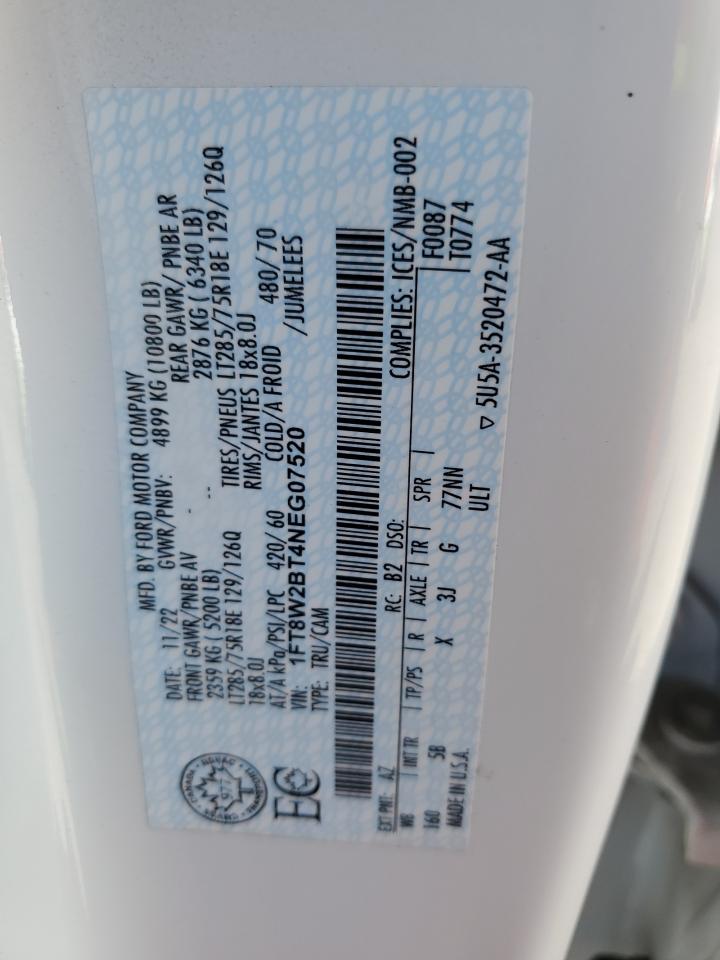 MFD. BY FORD MOTOR COMPANY
DATE: 11/22 GVWR/PNBV: 4899 KG (10800 LB)
FRONT GAWR/PNBE AV REAR GAWR/ PNBE AR
2359 KG ( 5200 LB) 2876 KG ( 6340 LB)
LT285/75R18E 129/126Q TIRES/PNEUS LT285/75R18E 129/126Q
18x8.0J RIMS/JANTES 18x8.0J
AT/A kPa/PSI/LPC 420/ 60 COLD/A FROID 480/ 70
VIN: 1FT8W2BT4NEG07520 /JUMELEES
TYPE: TRU/CAM
EC
CANADA
977
COMPLIES: ICES/NMB-002
EXT PNT: AZ RC: B2 DSO: F0087
WB INT TR TP/PS R AXLE TR SPR T0774
160 5B X 3J G 77NN
MADE IN U.S.A. ULT
▽ 5U5A-3520472-AA